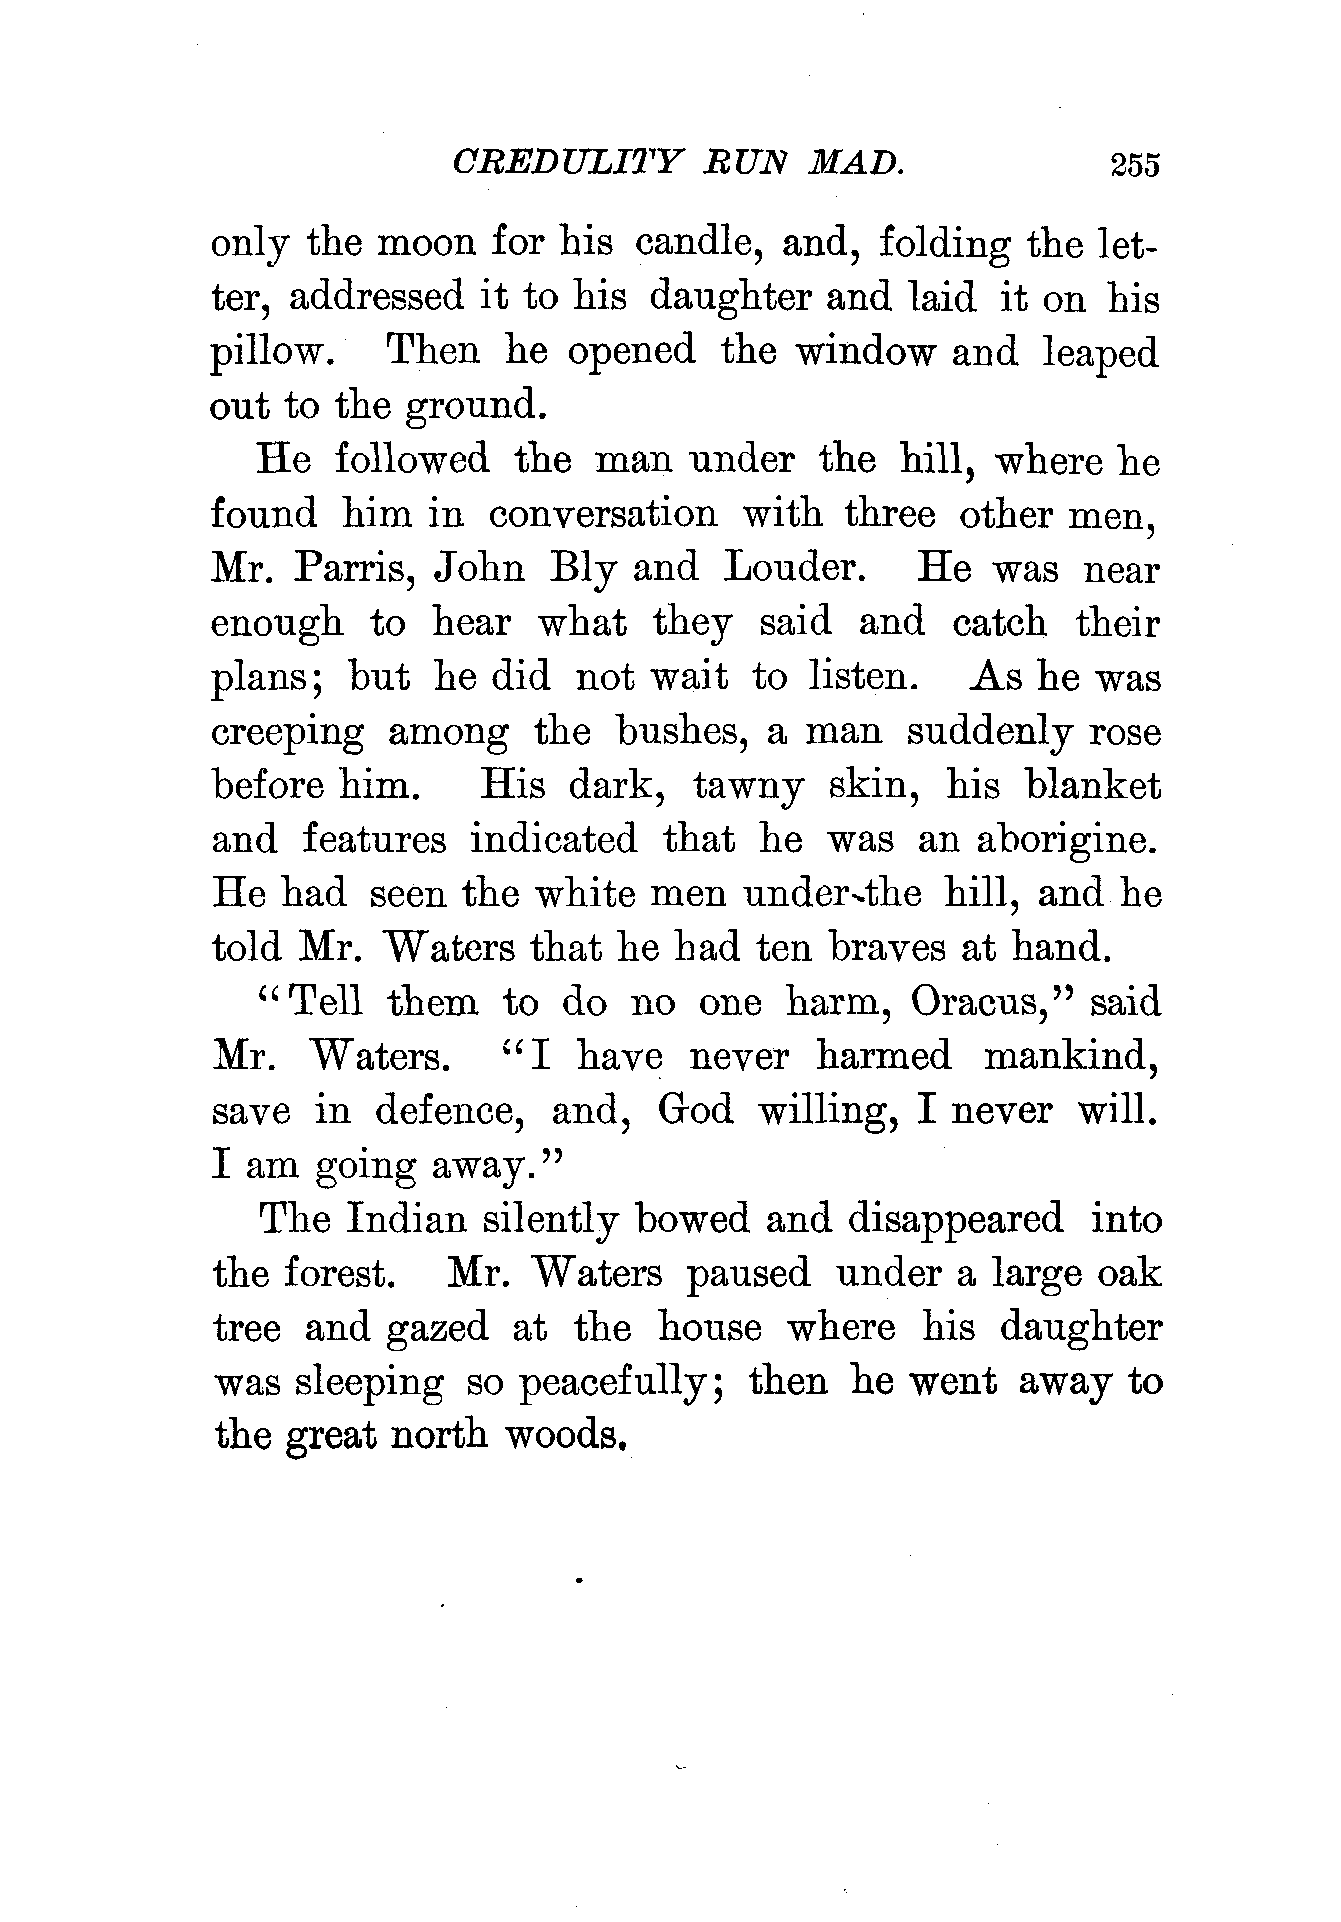 CREDULITY RUN MAD. 255
only the moon for his candle, and, folding the let-
ter, addressed it to his daughter and laid it on his
pillow. Then he opened the window and leaped
out to the ground.
He followed the man under the hill, where he
found him in conversation with three other men,
Mr. Parris, John Bly and Louder. He was near
enough to hear what they said and catch their
plans; but he did not wait to listen. As he was
creeping among the bushes, a man suddenly rose
before him. His dark, tawny skin, his blanket
and features indicated that he was an aborigine.
He had seen the white men under the hill, and he
told Mr. Waters that he had ten braves at hand.
"Tell them to do no one harm, Oracus," said
Mr. Waters. "I have never harmed mankind,
save in defence, and, God willing, I never will.
I am going away."
The Indian silently bowed and disappeared into
the forest. Mr. Waters paused under a large oak
tree and gazed at the house where his daughter
was sleeping so peacefully; then he went away to
the great north woods.